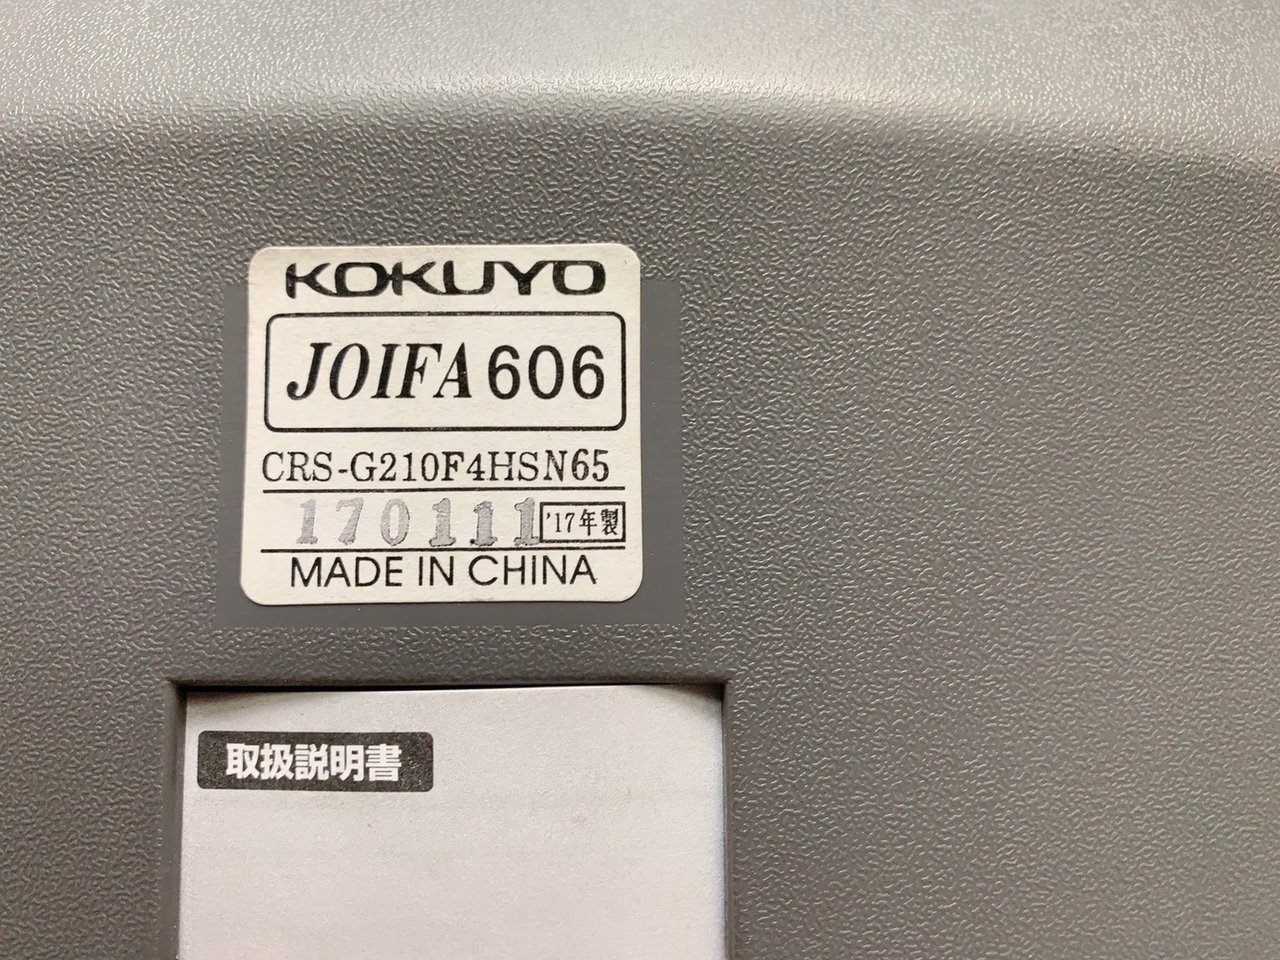 KOKUYO
JOIFA 606
CRS-G210F4HSN65
170111 '17年製
MADE IN CHINA
取扱説明書